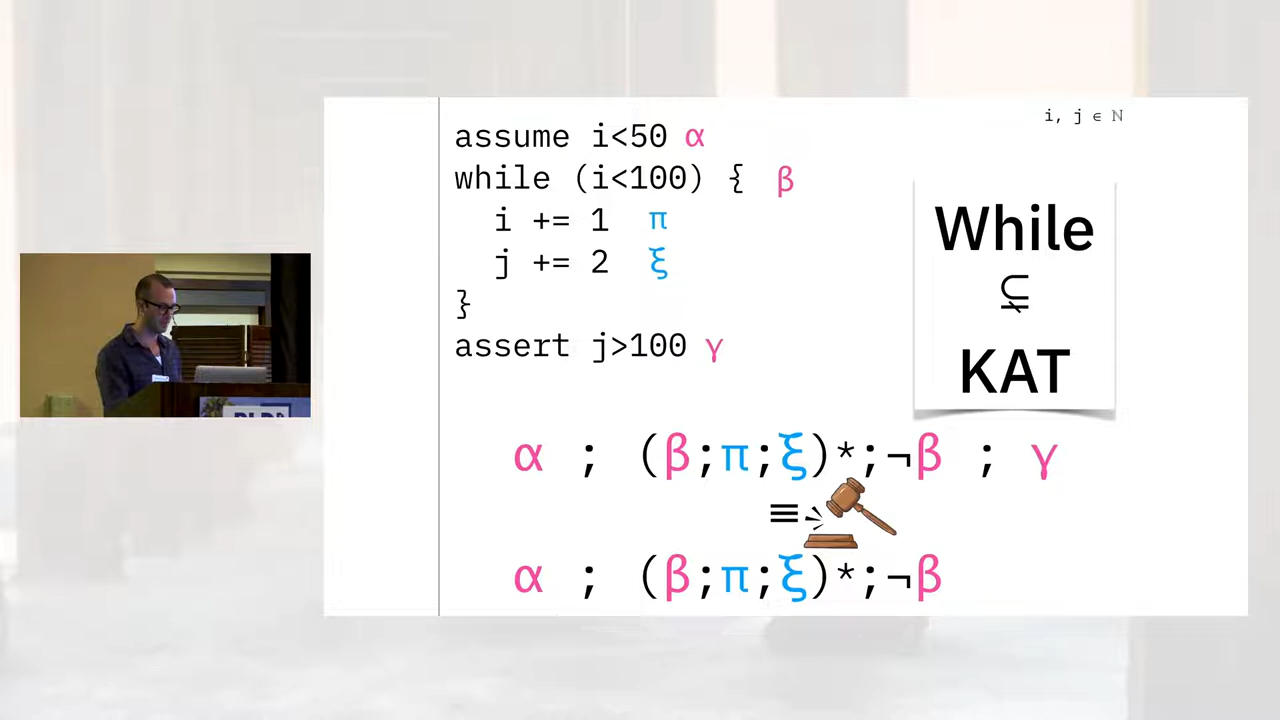 i, j ∈ ℕ
assume i<50 α
while (i<100) { β
i += 1 π
j += 2 ξ
}
assert j>100 γ
While
⊊
KAT
α ; (β;π;ξ)*;¬β ; γ
≡
α ; (β;π;ξ)*;¬β